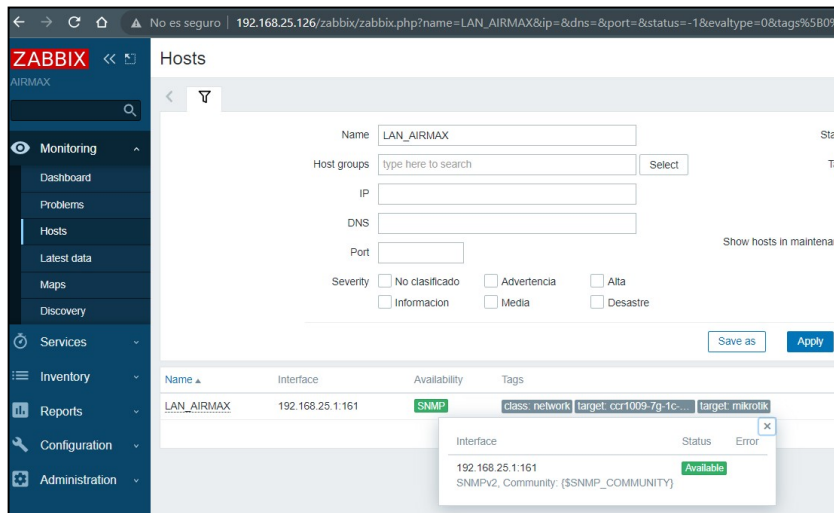 No es seguro | 192.168.25.126/zabbix/zabbix.php?name=LAN_AIRMAX&ip=&dns=&port=&status=-1&evaltype=0&tags%5B0%
ZABBIX
AIRMAX
Hosts
Monitoring
Dashboard
Problems
Hosts
Latest data
Maps
Discovery
Services
Inventory
Reports
Configuration
Administration
Name LAN_AIRMAX
Host groups type here to search Select
IP
DNS
Port
Show hosts in
Severity No clasificado Advertencia Alta
Informacion Media Desastre
Save as Apply
Name Interface Availability Tags
LAN_AIRMAX 192.168.25.1:161 SNMP class: network target: ccr1009-7g-1c-... target: mikrotik
Interface Status Error
192.168.25.1:161 Available
SNMPv2, Community: {$SNMP_COMMUNITY}